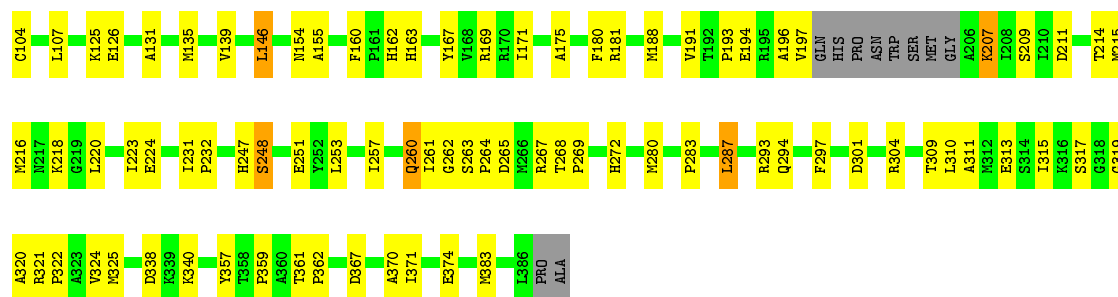 C104 L107 K125 E126 A131 M135 V139 L146 N154 A155 F160 P161 H162 H163 Y167 V168 R169 R170 I171 A175 F180 R181 M188 V191 T192 P193 E194 R195 A196 V197 GLN HIS PRO ASN TRP SER MET GLY A206 K207 I208 S209 I210 D211 T214 M215
M216 N217 K218 G219 L220 I223 E224 I231 P232 H247 S248 E251 Y252 L253 I257 Q260 I261 G262 S263 P264 D265 M266 R267 T268 P269 H272 M280 P283 L287 R293 Q294 F297 D301 R304 T309 L310 A311 M312 E313 S314 I315 K316 S317 G318 C319
A320 R321 P322 A323 V324 M325 D338 K339 K340 Y357 T358 P359 A360 T361 P362 D367 A370 I371 E374 M383 L386 PRO ALA